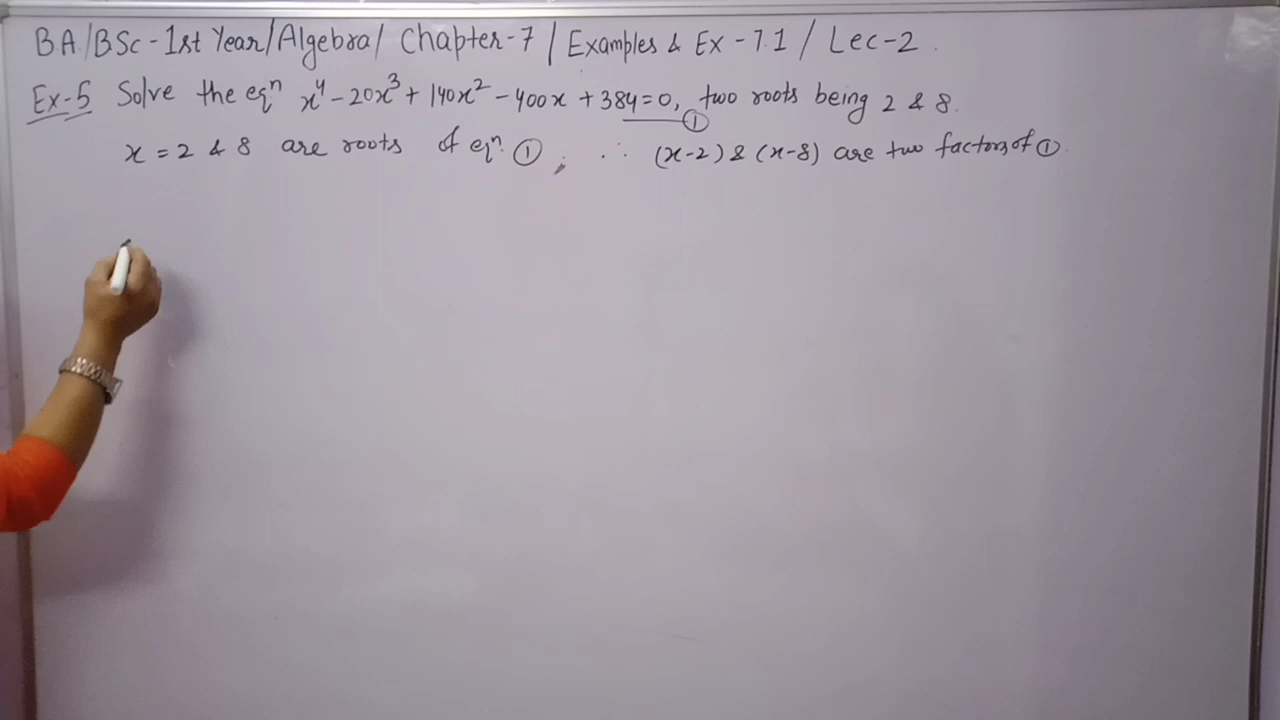 BA/BSc-1st Year/Algebra/ Chapter-7 / Examples & Ex-7.1 / Lec-2.
Ex-5 Solve the eqⁿ x⁴ - 20x³ + 140x² - 400x + 384 = 0, two roots being 2 & 8.
①
x = 2 & 8 are roots of eqⁿ. ① ; ∴ (x-2) & (x-8) are two factors of ①.